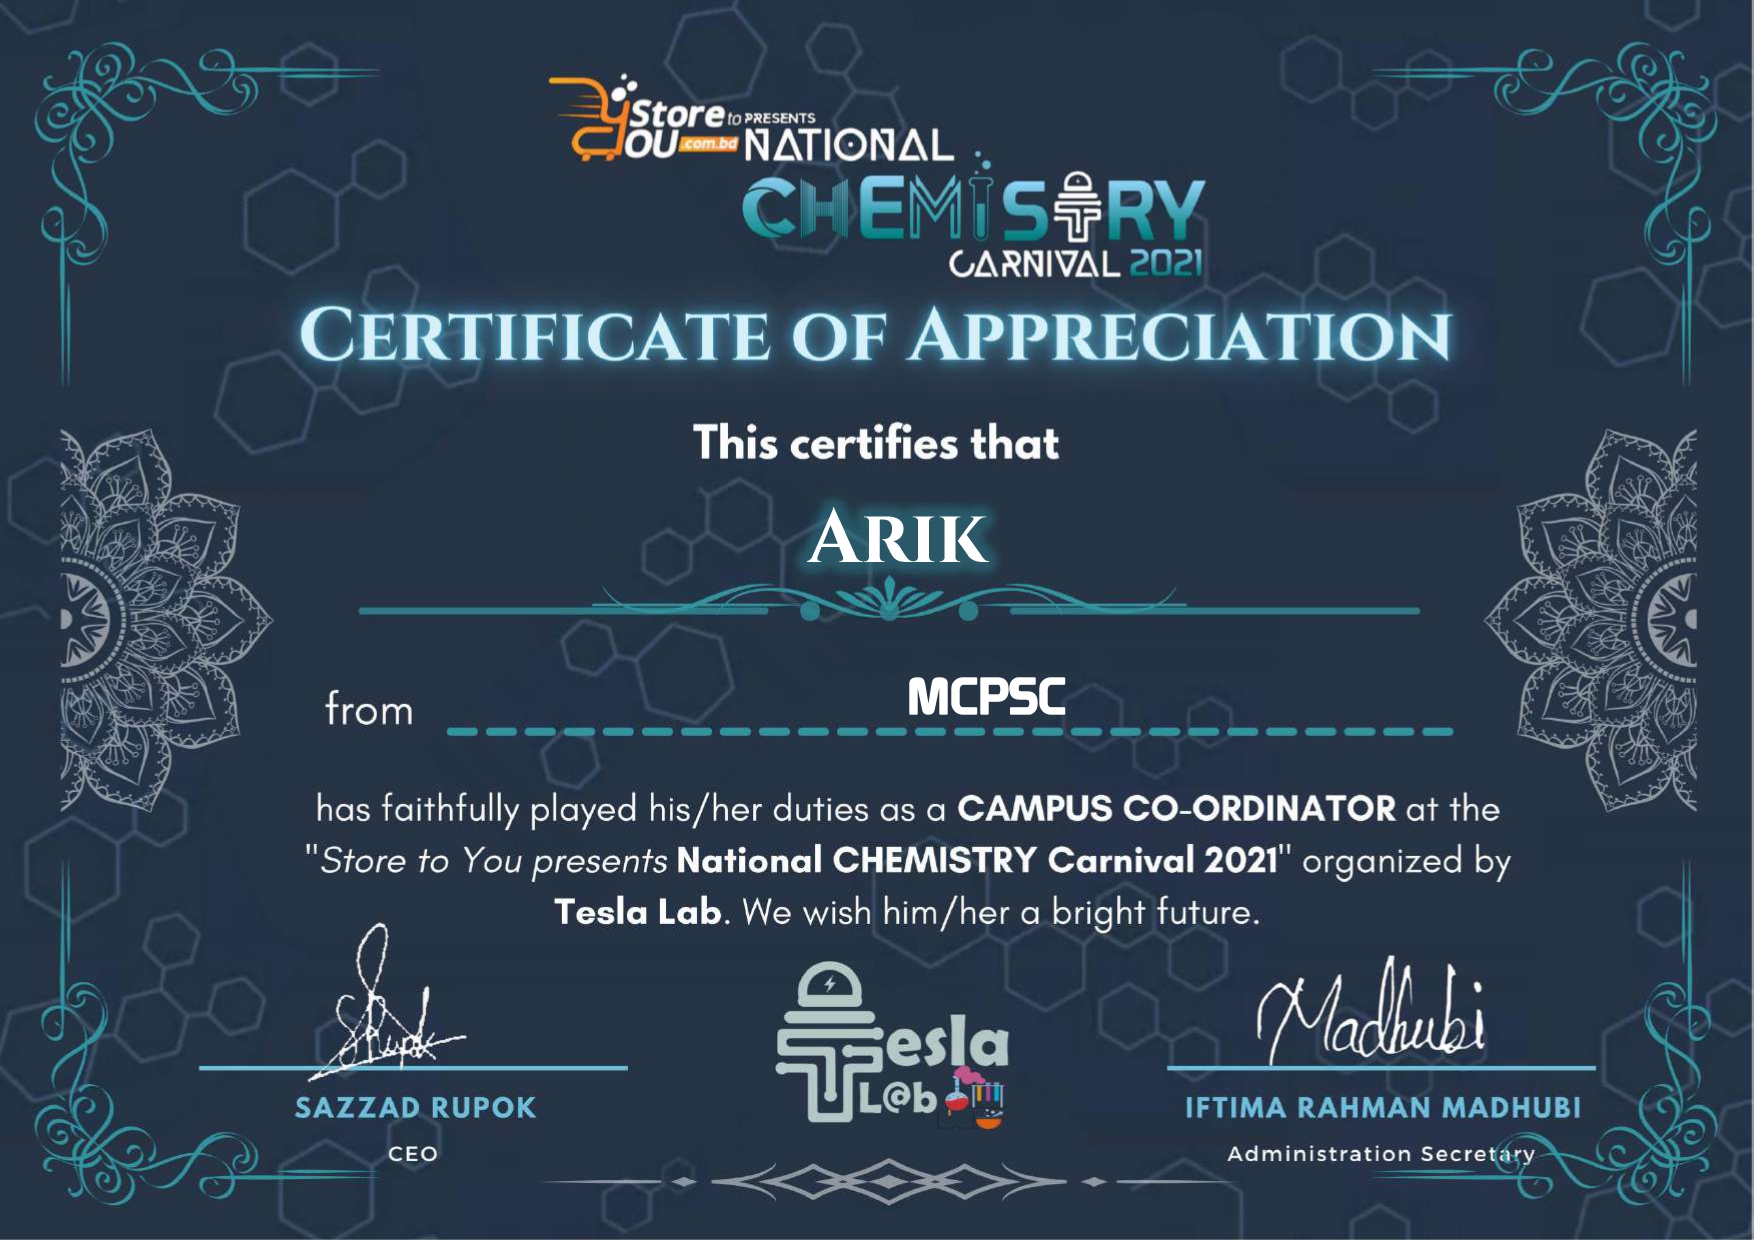 Store to PRESENTS
YOU .com.bd NATIONAL
CHEMISTRY
CARNIVAL 2021
CERTIFICATE OF APPRECIATION
This certifies that
ARIK
from MCPSC
has faithfully played his/her duties as a CAMPUS CO-ORDINATOR at the
"Store to You presents National CHEMISTRY Carnival 2021" organized by
Tesla Lab. We wish him/her a bright future.
Rupok
Madhubi
Tesla
L@b
SAZZAD RUPOK
CEO
IFTIMA RAHMAN MADHUBI
Administration Secretary